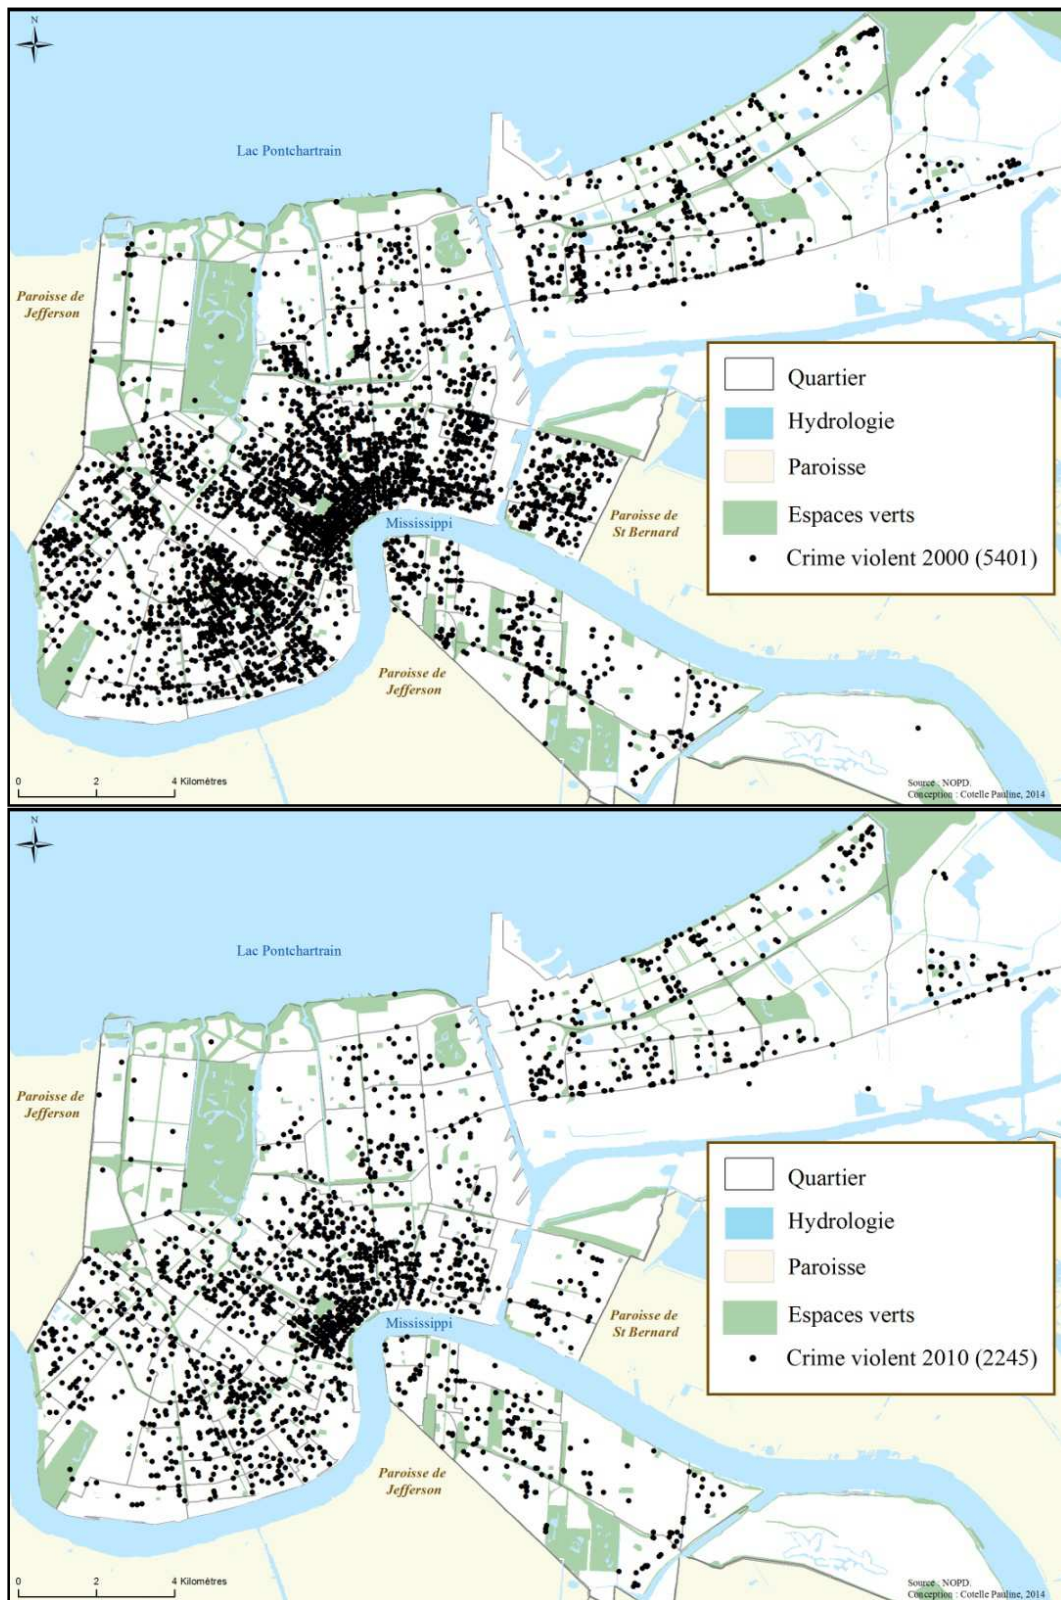 N
Lac Pontchartrain
Paroisse de
Jefferson
Quartier
Hydrologie
Paroisse
Espaces verts
Crime violent 2000 (5401)
Mississippi
Paroisse de
St Bernard
Paroisse de
Jefferson
0 2 4 Kilomètres
Source : NOPD.
Conception : Cotelle Pauline, 2014
N
Lac Pontchartrain
Paroisse de
Jefferson
Quartier
Hydrologie
Paroisse
Espaces verts
Crime violent 2010 (2245)
Mississippi
Paroisse de
St Bernard
Paroisse de
Jefferson
0 2 4 Kilomètres
Source : NOPD.
Conception : Cotelle Pauline, 2014